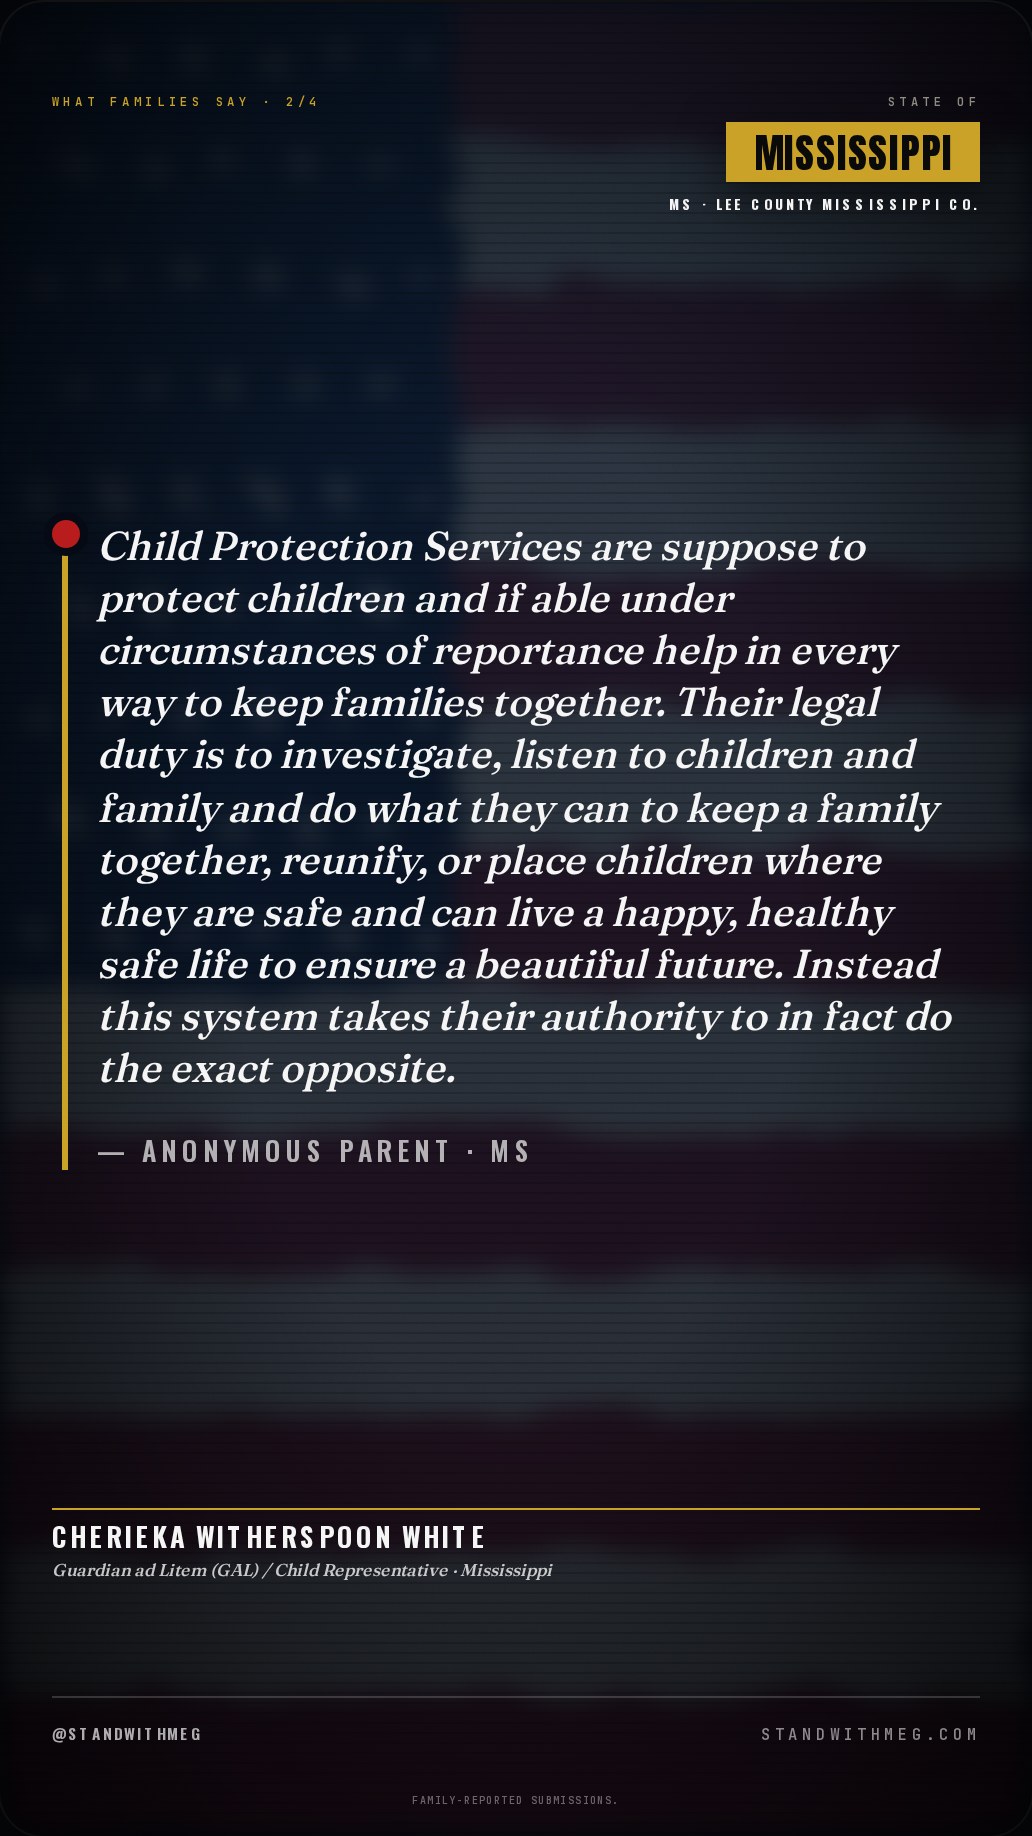 WHAT FAMILIES SAY · 2/4
STATE OF
MISSISSIPPI
MS · LEE COUNTY MISSISSIPPI CO.
Child Protection Services are suppose to
protect children and if able under
circumstances of reportance help in every
way to keep families together. Their legal
duty is to investigate, listen to children and
family and do what they can to keep a family
together, reunify, or place children where
they are safe and can live a happy, healthy
safe life to ensure a beautiful future. Instead
this system takes their authority to in fact do
the exact opposite.
— ANONYMOUS PARENT · MS
CHERIEKA WITHERSPOON WHITE
Guardian ad Litem (GAL) / Child Representative · Mississippi
@STANDWITHMEG
STANDWITHMEG.COM
FAMILY-REPORTED SUBMISSIONS.